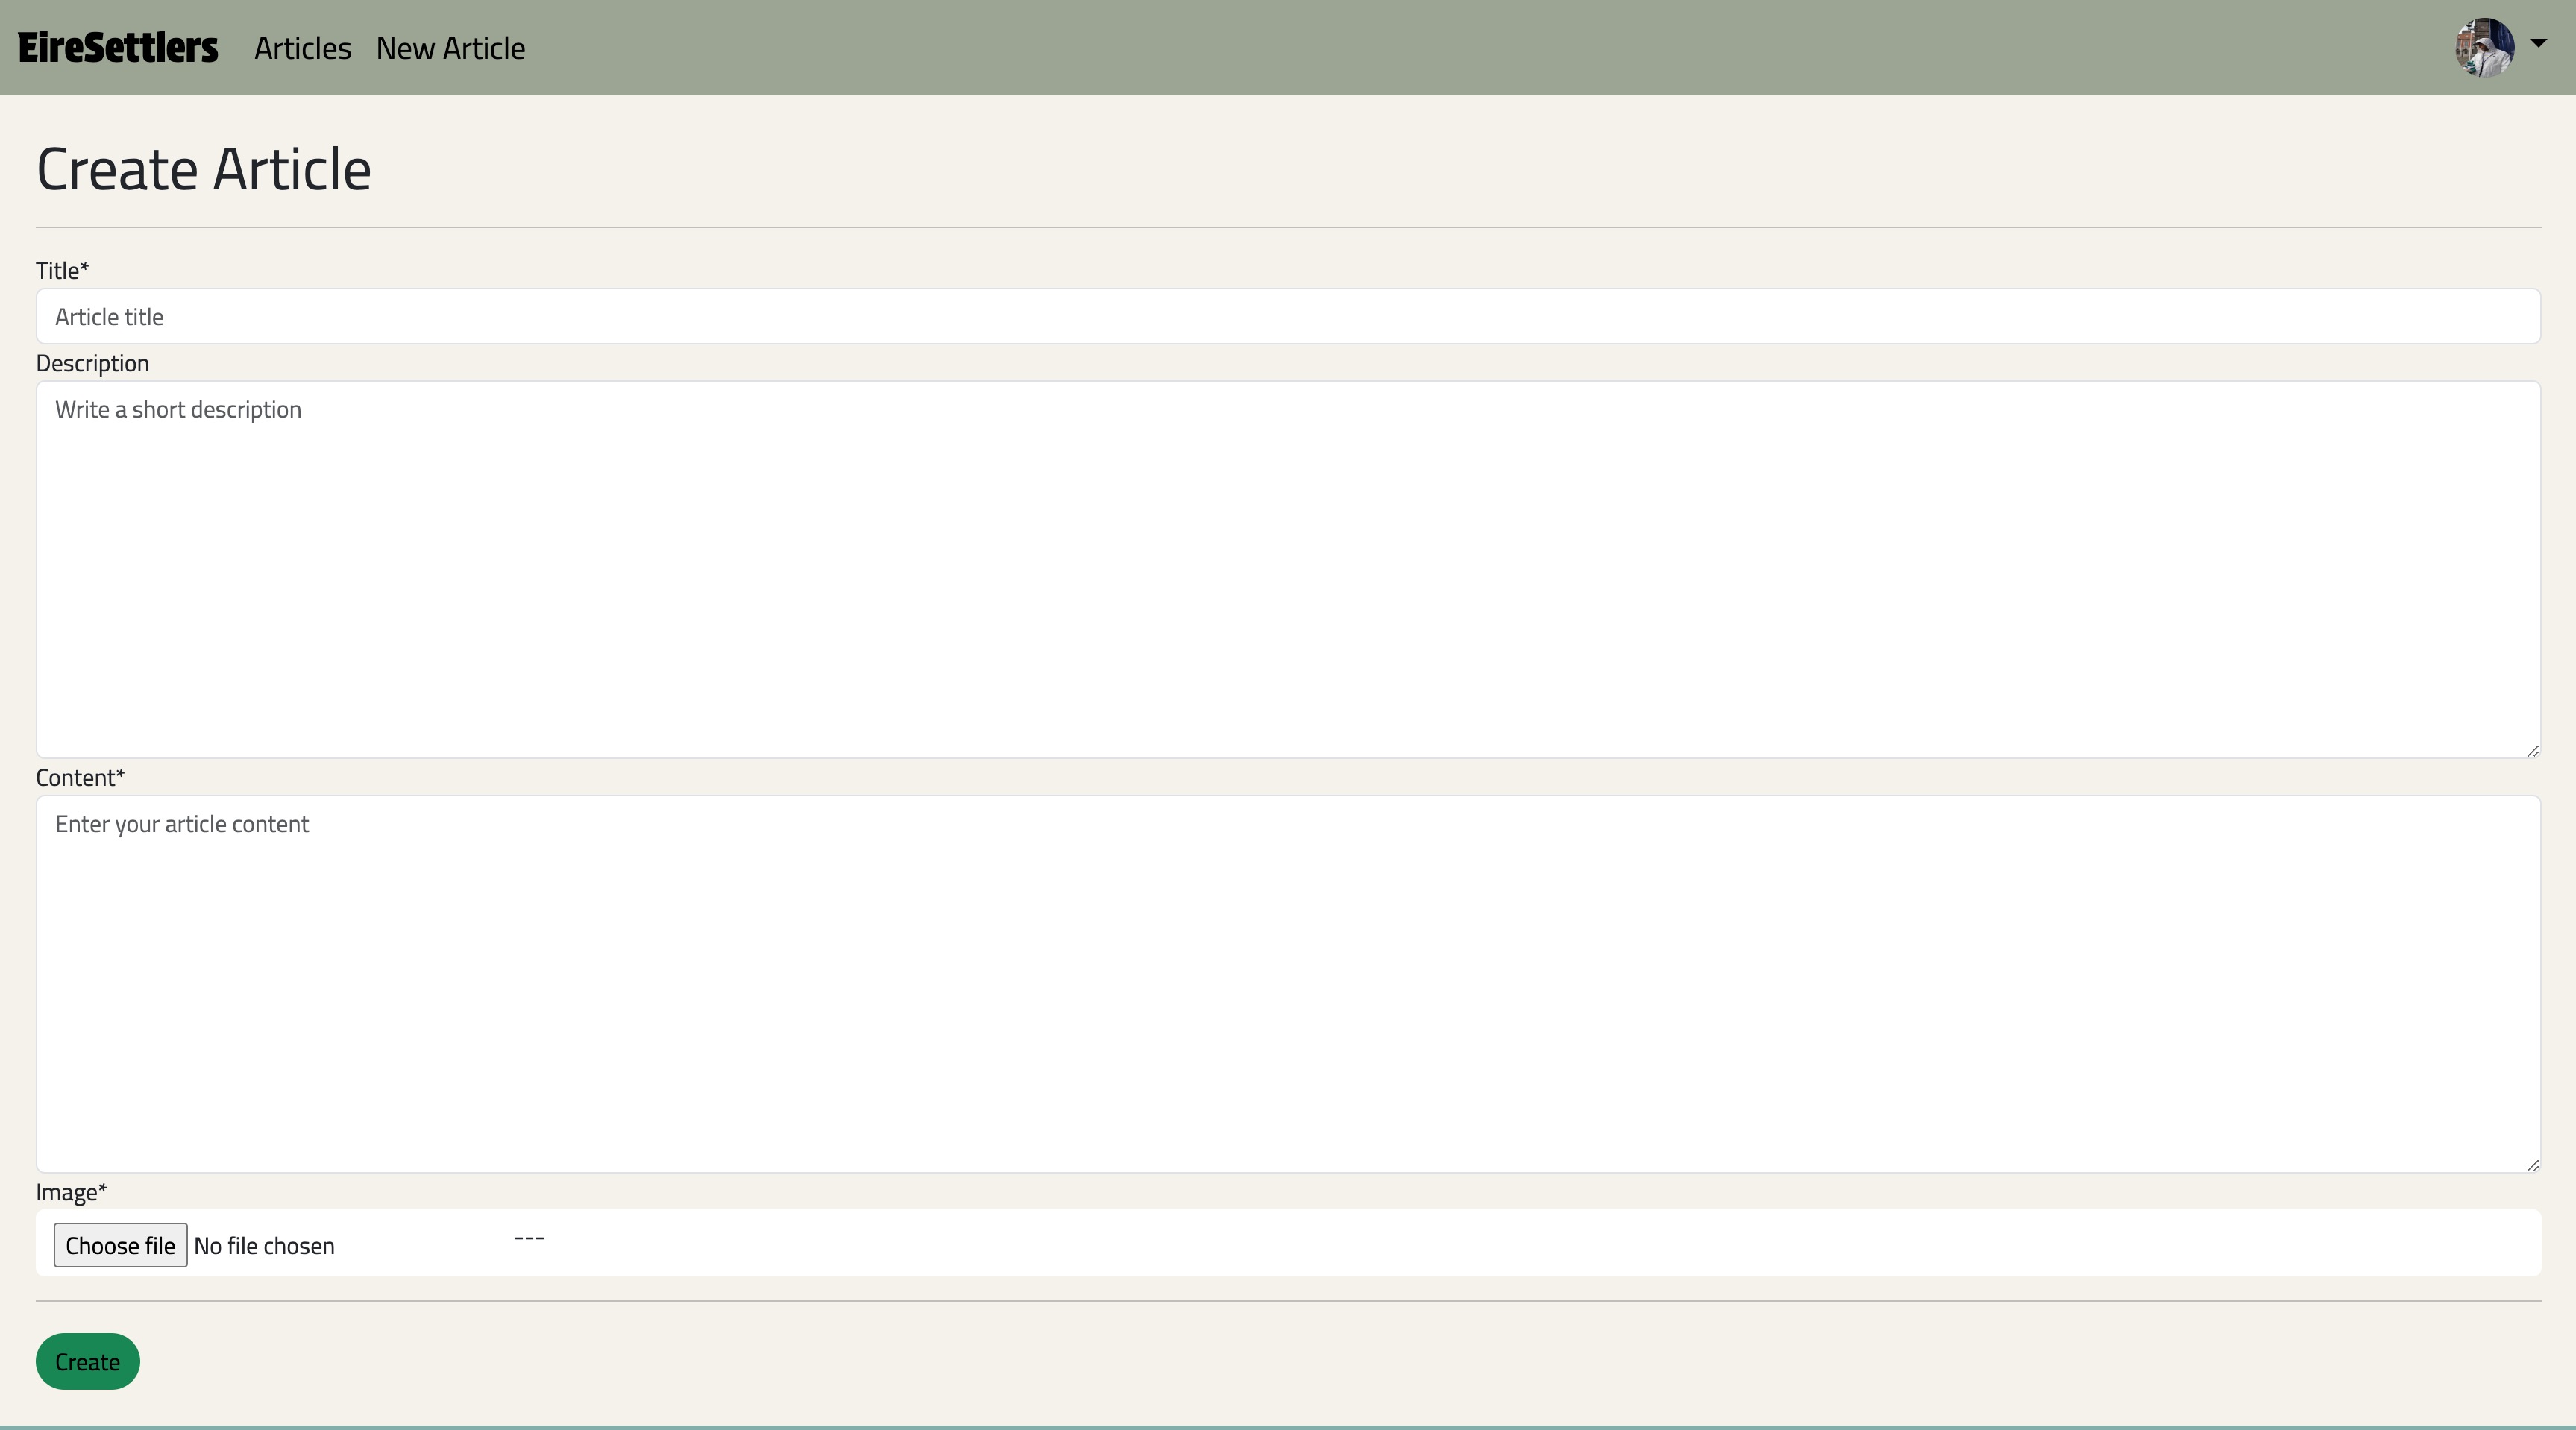 EireSettlers Articles New Article
Create Article
Title*
Article title
Description
Write a short description
Content*
Enter your article content
Image*
Choose file No file chosen ---
Create